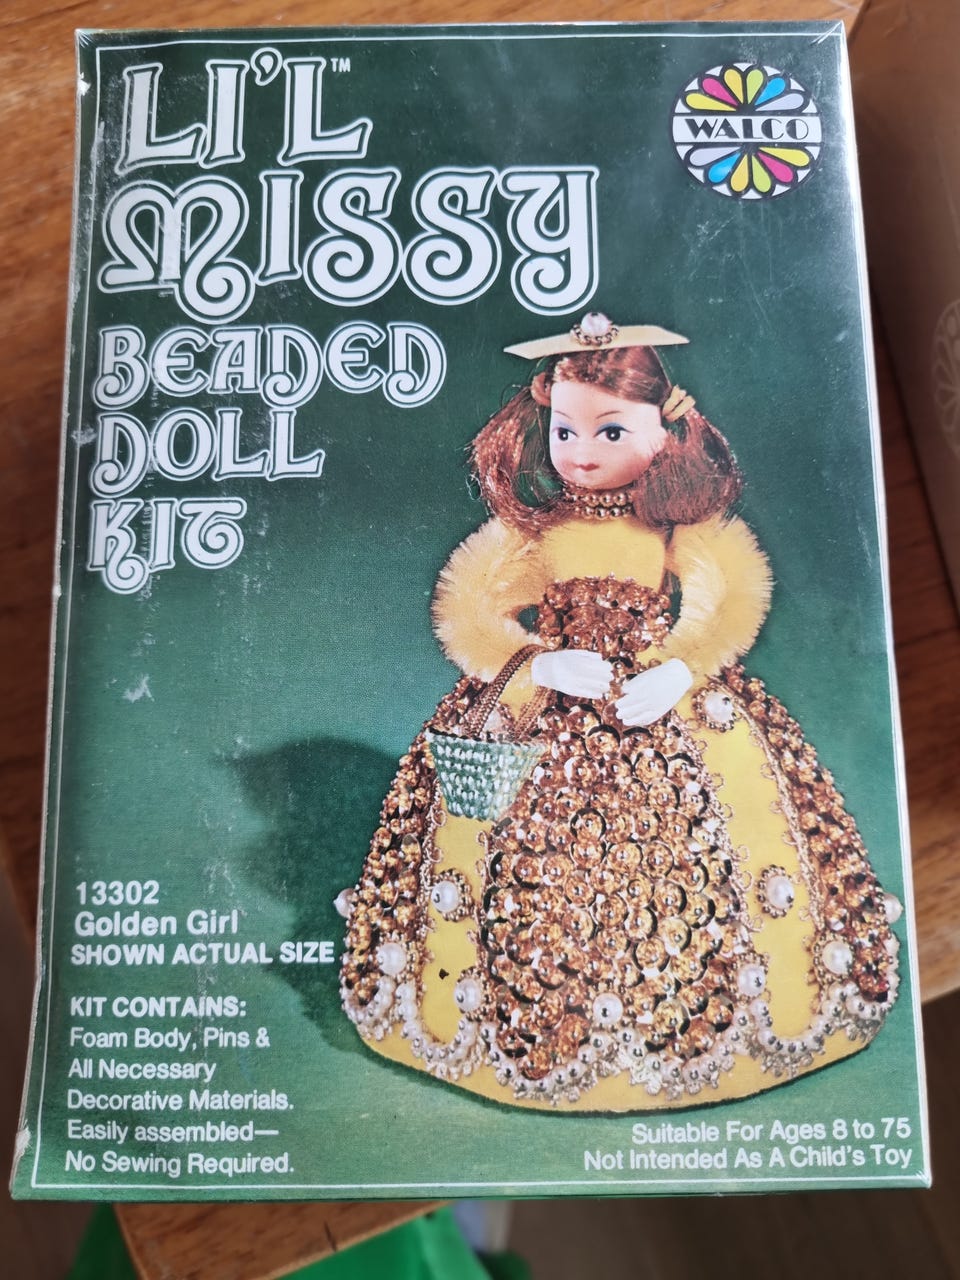 LI'L™
MISSY
BEADED
DOLL
KIT
WALCO
13302
Golden Girl
SHOWN ACTUAL SIZE
KIT CONTAINS:
Foam Body, Pins &
All Necessary
Decorative Materials.
Easily assembled—
No Sewing Required.
Suitable For Ages 8 to 75
Not Intended As A Child's Toy